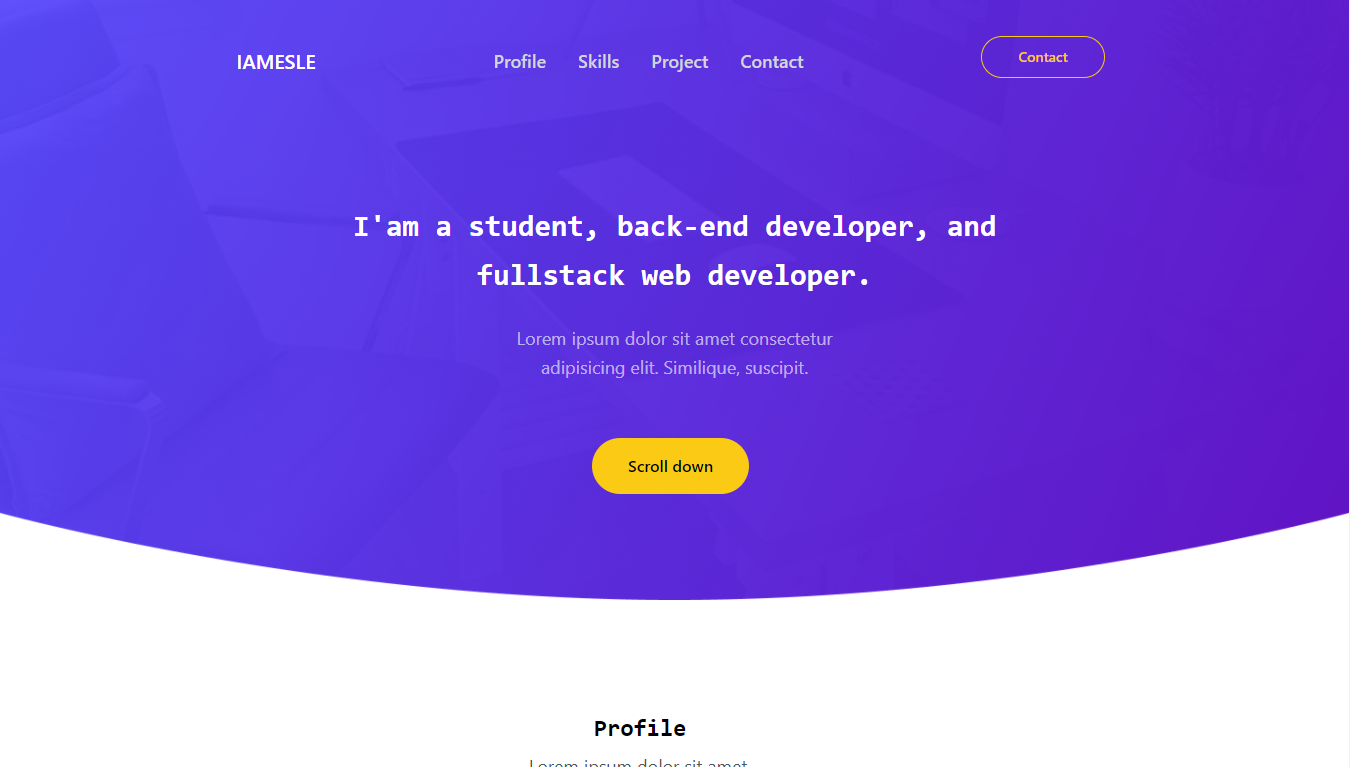 IAMESLE
Profile Skills Project Contact
Contact
I'am a student, back-end developer, and
fullstack web developer.
Lorem ipsum dolor sit amet consectetur
adipisicing elit. Similique, suscipit.
Scroll down
Profile
Lorem ipsum dolor sit amet